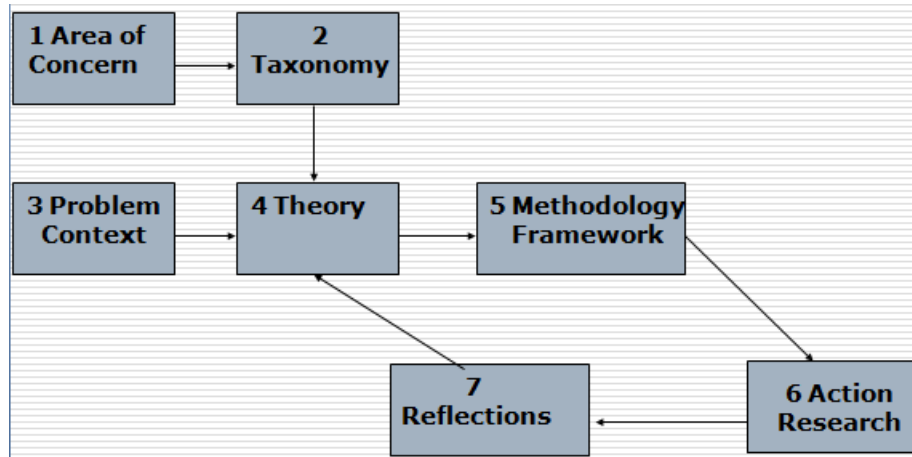 1 Area of
Concern
2
Taxonomy
3 Problem
Context
4 Theory
5 Methodology
Framework
6 Action
Research
7
Reflections